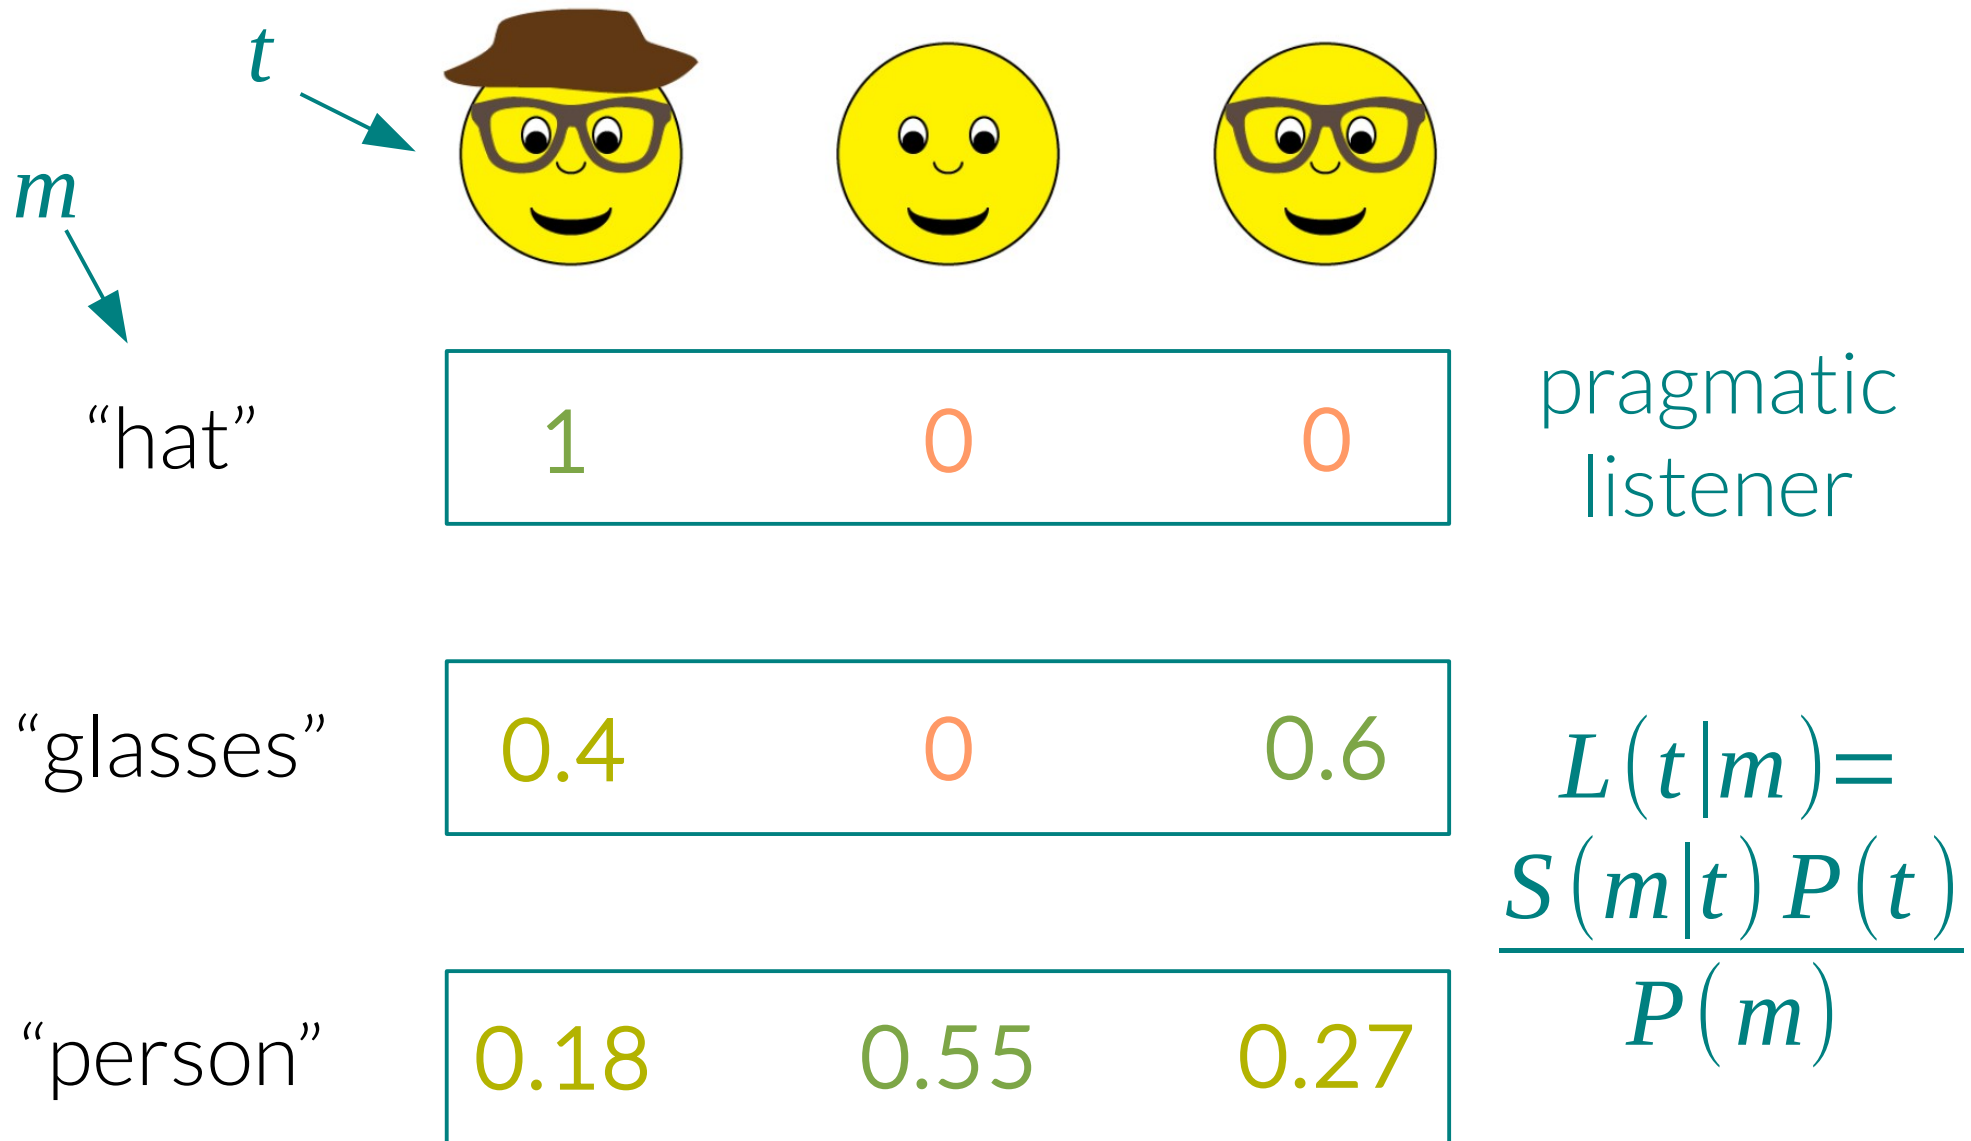 t
m
“hat” 1 0 0
pragmatic
listener
“glasses” 0.4 0 0.6
L(t|m)=
S(m|t)P(t)
P(m)
“person” 0.18 0.55 0.27